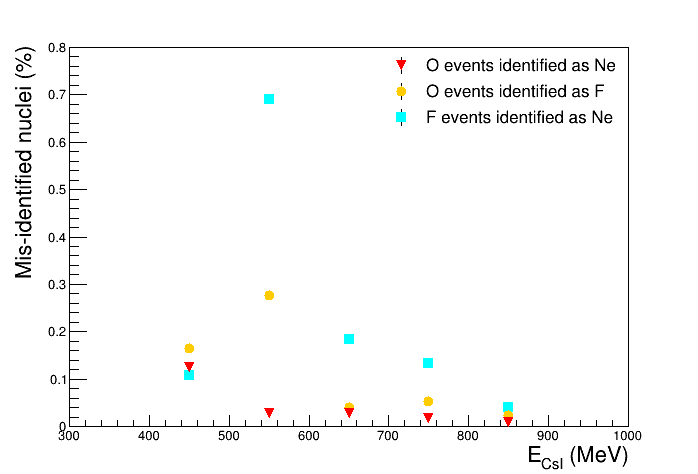 Mis-identified nuclei (%)
0.8
0.7
0.6
0.5
0.4
0.3
0.2
0.1
0
O events identified as Ne
O events identified as F
F events identified as Ne
300 400 500 600 700 800 900 1000
E_CsI (MeV)